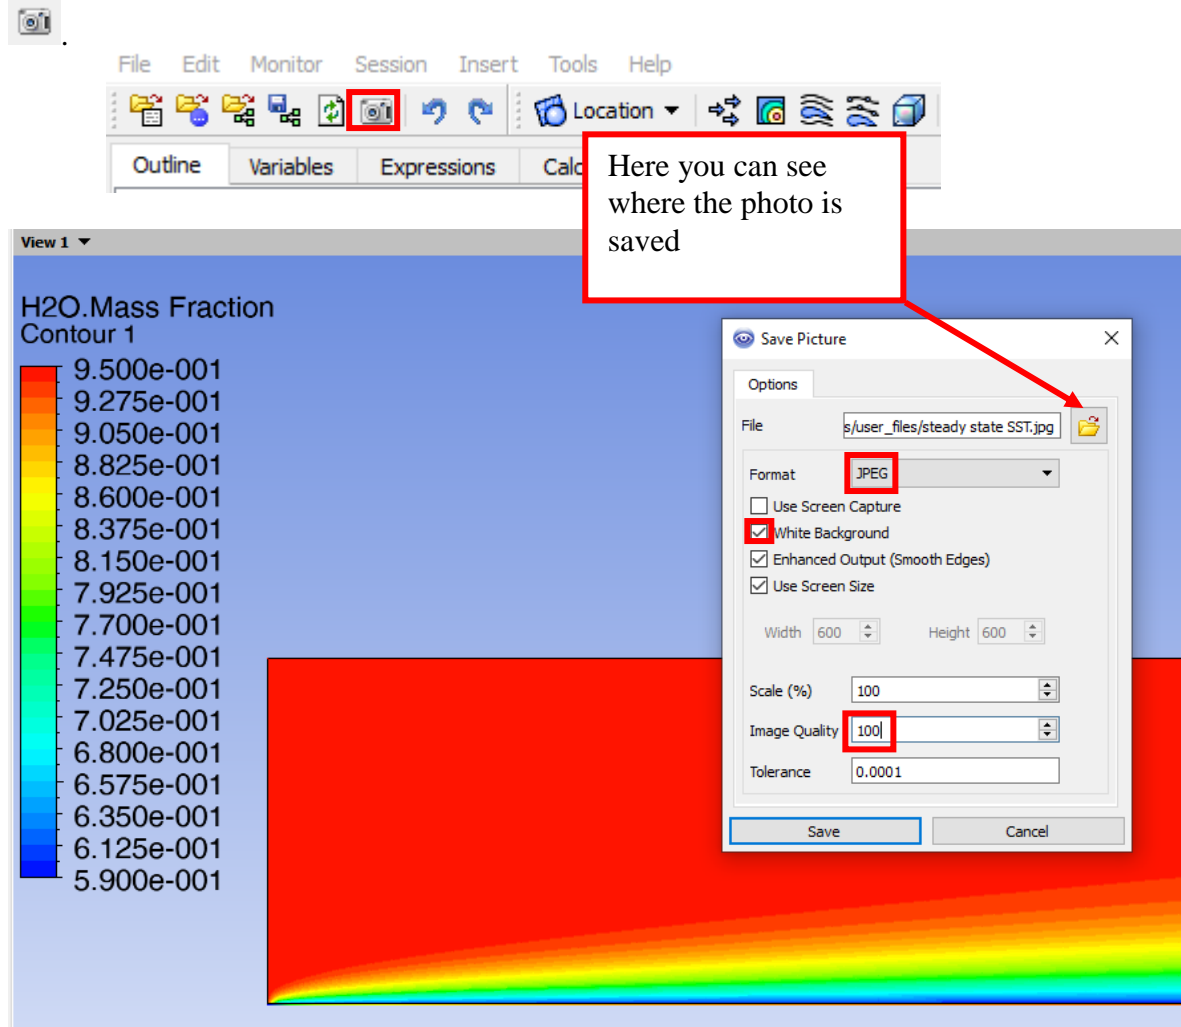 .
File Edit Monitor Session Insert Tools Help
Location
Outline Variables Expressions Calc
Here you can see
where the photo is
saved
View 1
H2O.Mass Fraction
Contour 1
9.500e-001
9.275e-001
9.050e-001
8.825e-001
8.600e-001
8.375e-001
8.150e-001
7.925e-001
7.700e-001
7.475e-001
7.250e-001
7.025e-001
6.800e-001
6.575e-001
6.350e-001
6.125e-001
5.900e-001
Save Picture
Options
File s/user_files/steady state SST.jpg
Format JPEG
Use Screen Capture
White Background
Enhanced Output (Smooth Edges)
Use Screen Size
Width 600 Height 600
Scale (%) 100
Image Quality 100
Tolerance 0.0001
Save Cancel